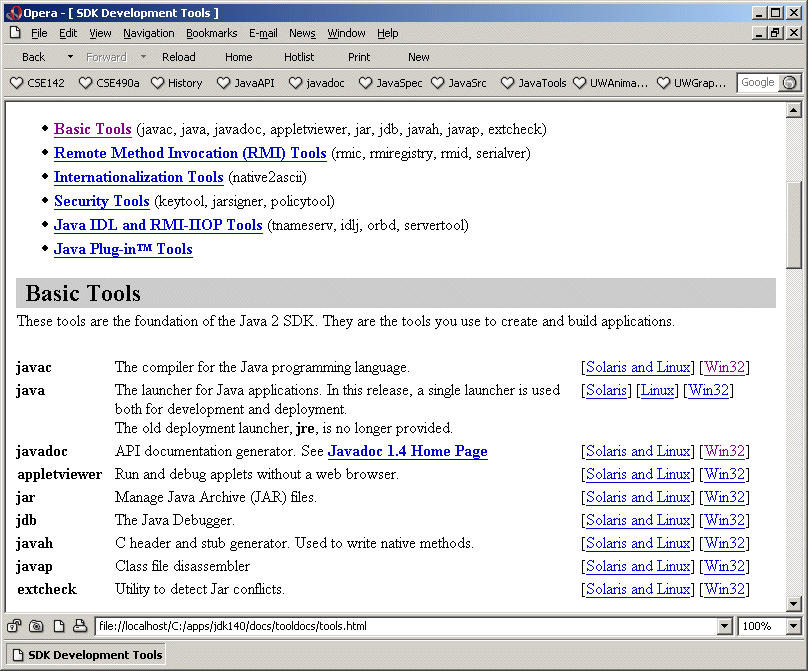 Opera - [ SDK Development Tools ]
File Edit View Navigation Bookmarks E-mail News Window Help
Back Forward Reload Home Hotlist Print New
CSE142 CSE490a History JavaAPI javadoc JavaSpec JavaSrc JavaTools UWAnima... UWGrap... Google
• Basic Tools (javac, java, javadoc, appletviewer, jar, jdb, javah, javap, extcheck)
• Remote Method Invocation (RMI) Tools (rmic, rmiregistry, rmid, serialver)
• Internationalization Tools (native2ascii)
• Security Tools (keytool, jarsigner, policytool)
• Java IDL and RMI-IIOP Tools (tnameserv, idlj, orbd, servertool)
• Java Plug-in™ Tools
Basic Tools
These tools are the foundation of the Java 2 SDK. They are the tools you use to create and build applications.
javac The compiler for the Java programming language. [Solaris and Linux] [Win32]
java The launcher for Java applications. In this release, a single launcher is used [Solaris] [Linux] [Win32]
both for development and deployment.
The old deployment launcher, jre, is no longer provided.
javadoc API documentation generator. See Javadoc 1.4 Home Page [Solaris and Linux] [Win32]
appletviewer Run and debug applets without a web browser. [Solaris and Linux] [Win32]
jar Manage Java Archive (JAR) files. [Solaris and Linux] [Win32]
jdb The Java Debugger. [Solaris and Linux] [Win32]
javah C header and stub generator. Used to write native methods. [Solaris and Linux] [Win32]
javap Class file disassembler [Solaris and Linux] [Win32]
extcheck Utility to detect Jar conflicts. [Solaris and Linux] [Win32]
file://localhost/C:/apps/jdk140/docs/tooldocs/tools.html 100%
SDK Development Tools